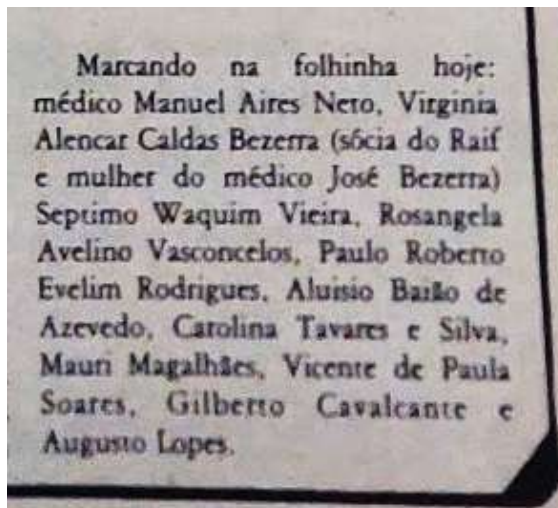 Marcando na folhinha hoje:
médico Manuel Aires Neto, Virginia
Alencar Caldas Bezerra (sócia do Raif
e mulher do médico José Bezerra)
Septimo Waquim Vieira, Rosangela
Avelino Vasconcelos, Paulo Roberto
Evelim Rodrigues, Aluisio Baião de
Azevedo, Carolina Tavares e Silva,
Mauri Magalhães, Vicente de Paula
Soares, Gilberto Cavalcante e
Augusto Lopes.